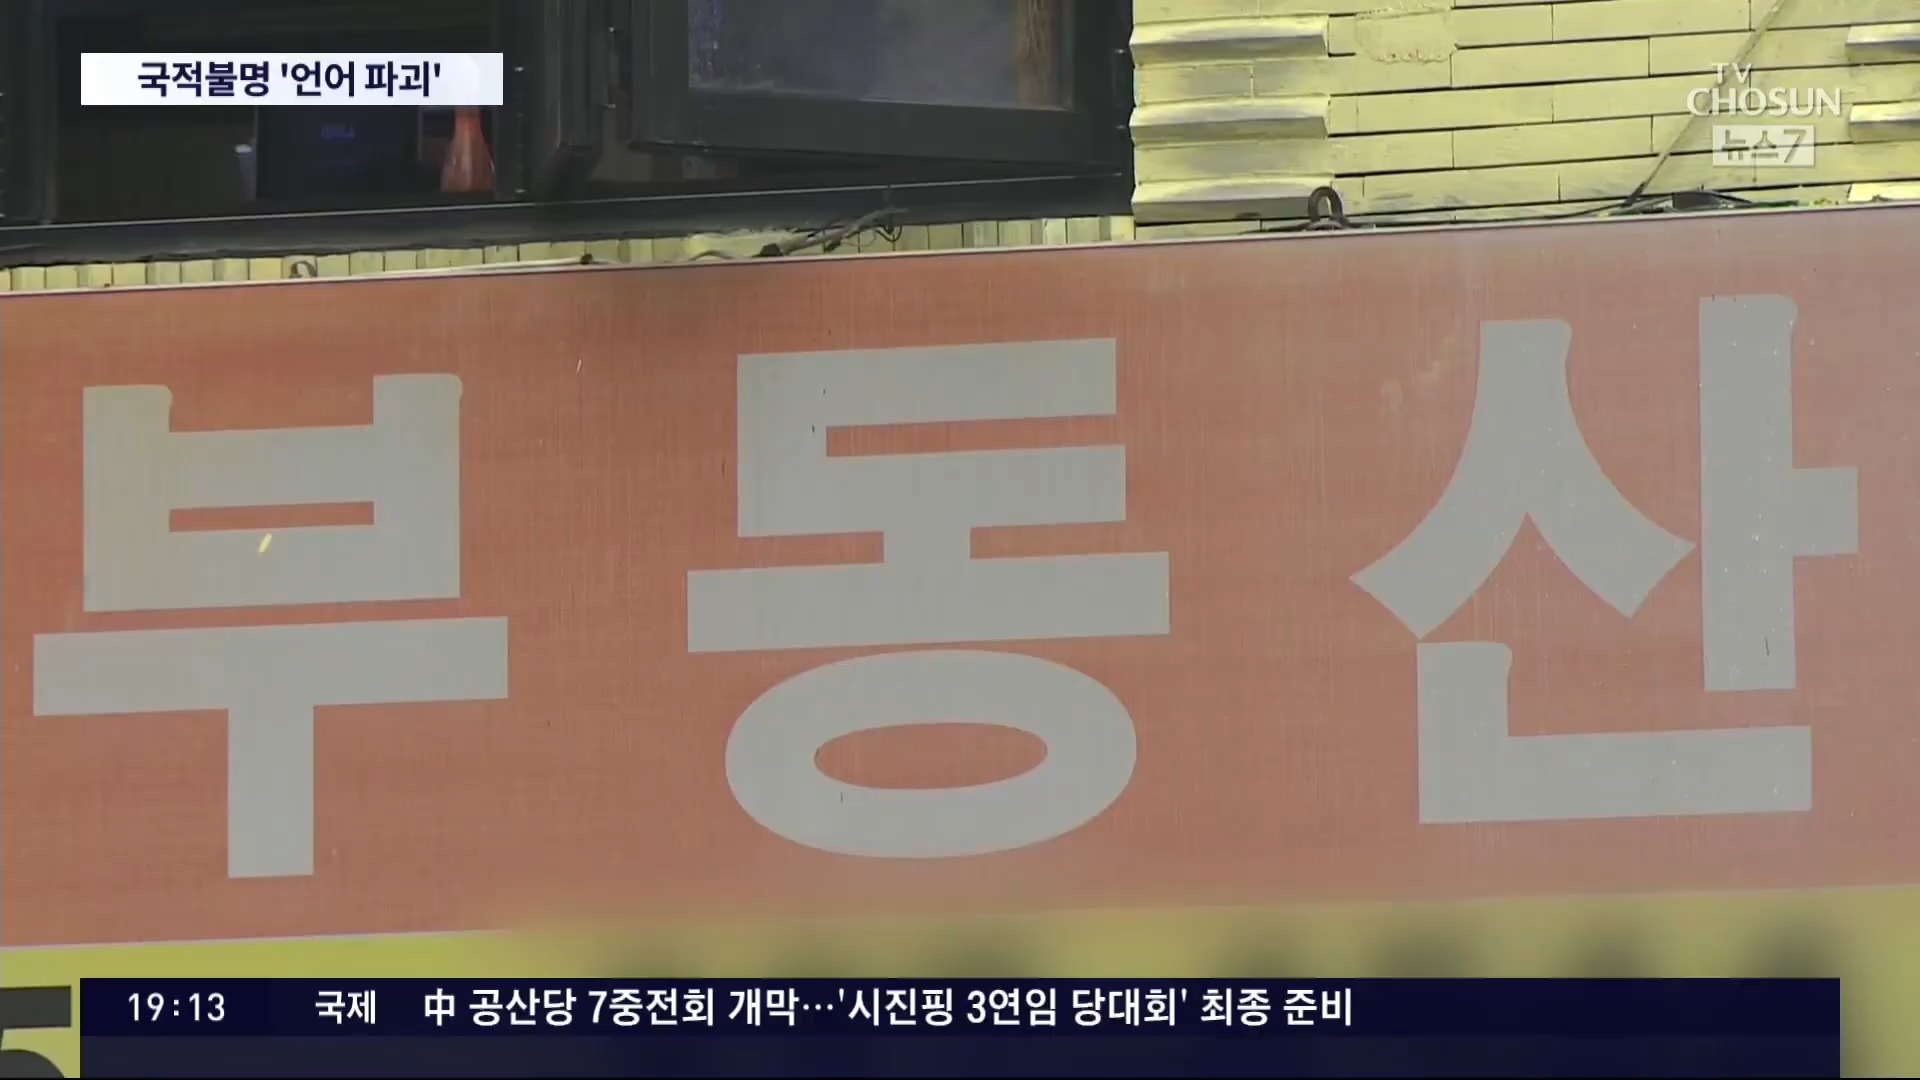 국적불명 '언어 파괴'
TV
CHOSUN
뉴스7
부동산
5
19:13 국제 中 공산당 7중전회 개막…'시진핑 3연임 당대회' 최종 준비